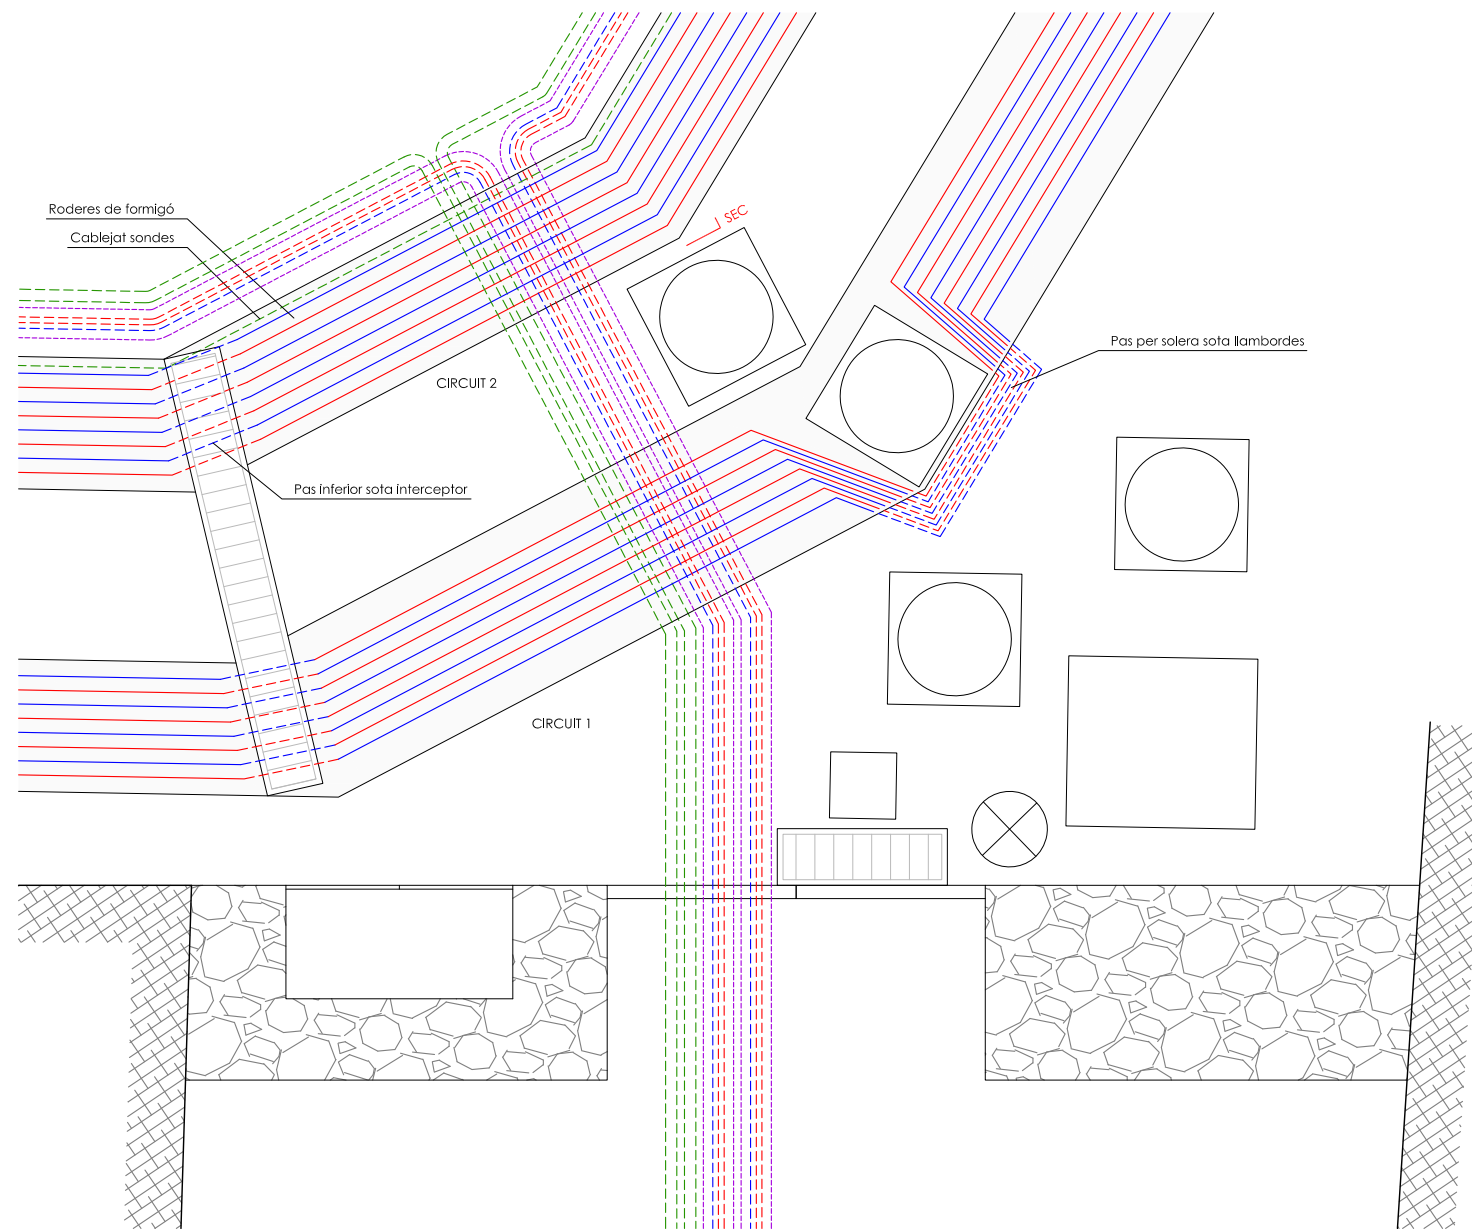 Roderes de formigó
SEC
Cablejat sondes
Pas per solera sota llambordes
CIRCUIT 2
Pas inferior sota interceptor
CIRCUIT 1